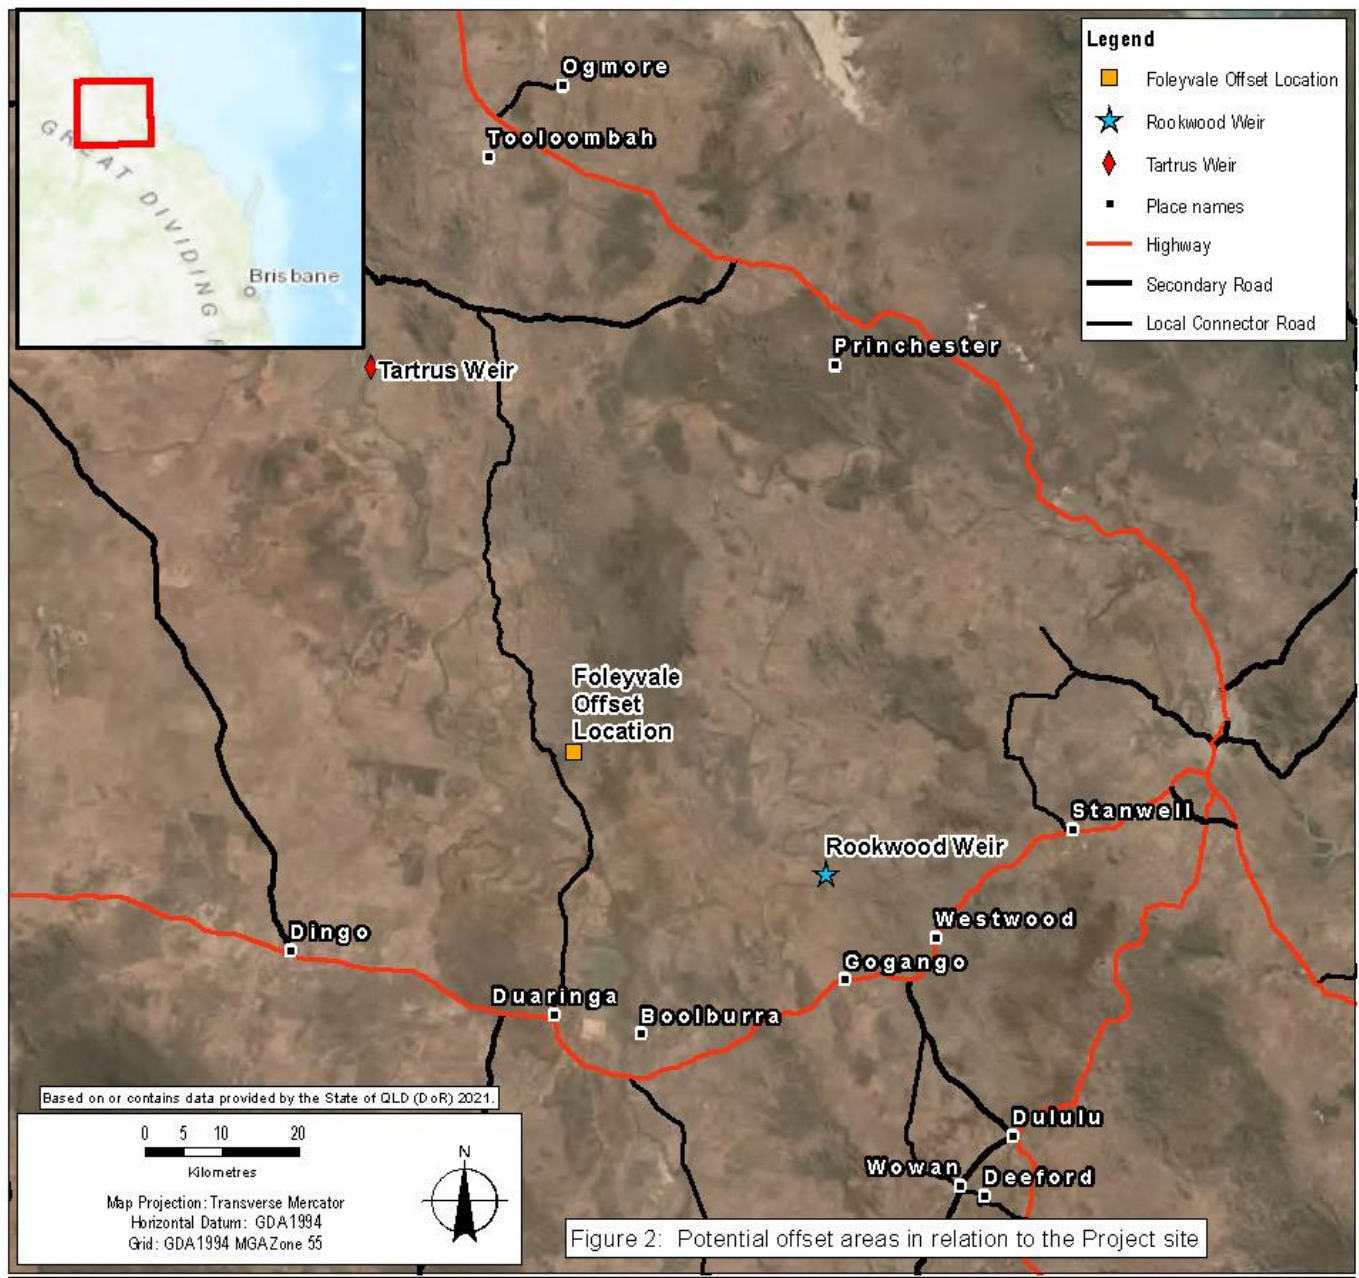 Legend
Foleyvale Offset Location
Rookwood Weir
Tartrus Weir
Place names
Highway
Secondary Road
Local Connector Road
GREAT DIVIDING
Brisbane
Ogmore
Tooloombah
Princhester
Tartrus Weir
Foleyvale
Offset
Location
Stanwell
Rookwood Weir
Westwood
Dingo
Gogango
Duaringa
Boolburra
Dululu
Wowan
Deeford
Based on or contains data provided by the State of QLD (DoR) 2021.
0 5 10 20
Kilometres
Map Projection: Transverse Mercator
Horizontal Datum: GDA1994
Grid: GDA1994 MGAZone 55
N
Figure 2: Potential offset areas in relation to the Project site